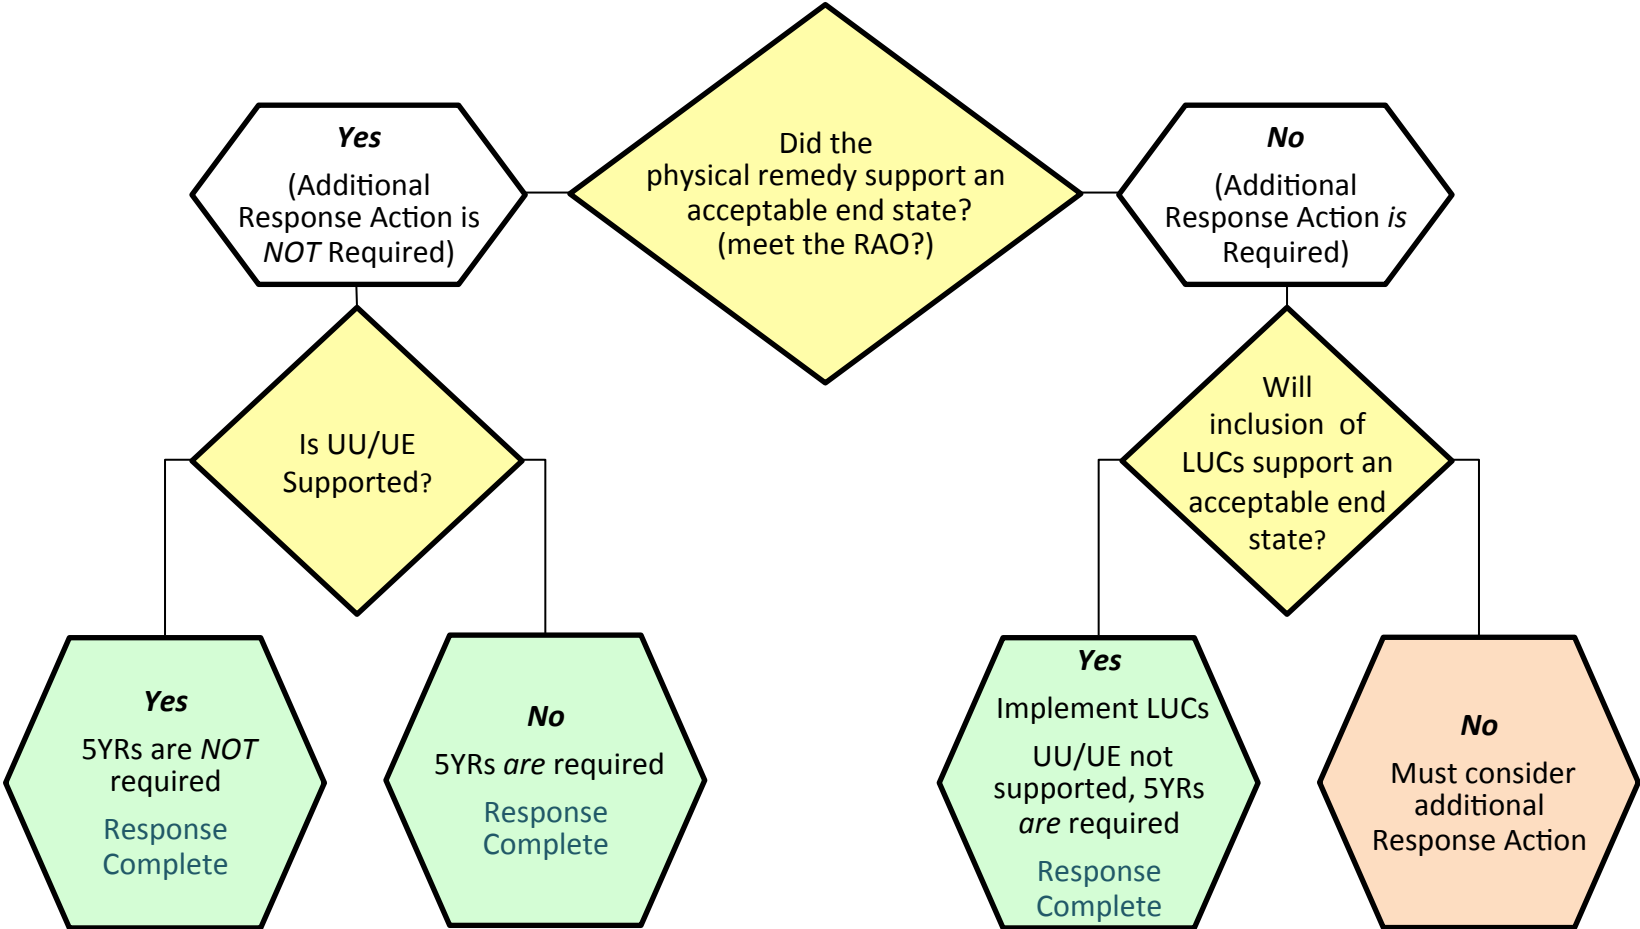 Did the
physical remedy support an
acceptable end state?
(meet the RAO?)
Yes
(Additional
Response Action is
NOT Required)
No
(Additional
Response Action is
Required)
Is UU/UE
Supported?
Will
inclusion of
LUCs support an
acceptable end
state?
Yes
5YRs are NOT
required
Response
Complete
No
5YRs are required
Response
Complete
Yes
Implement LUCs
UU/UE not
supported, 5YRs
are required
Response
Complete
No
Must consider
additional
Response Action